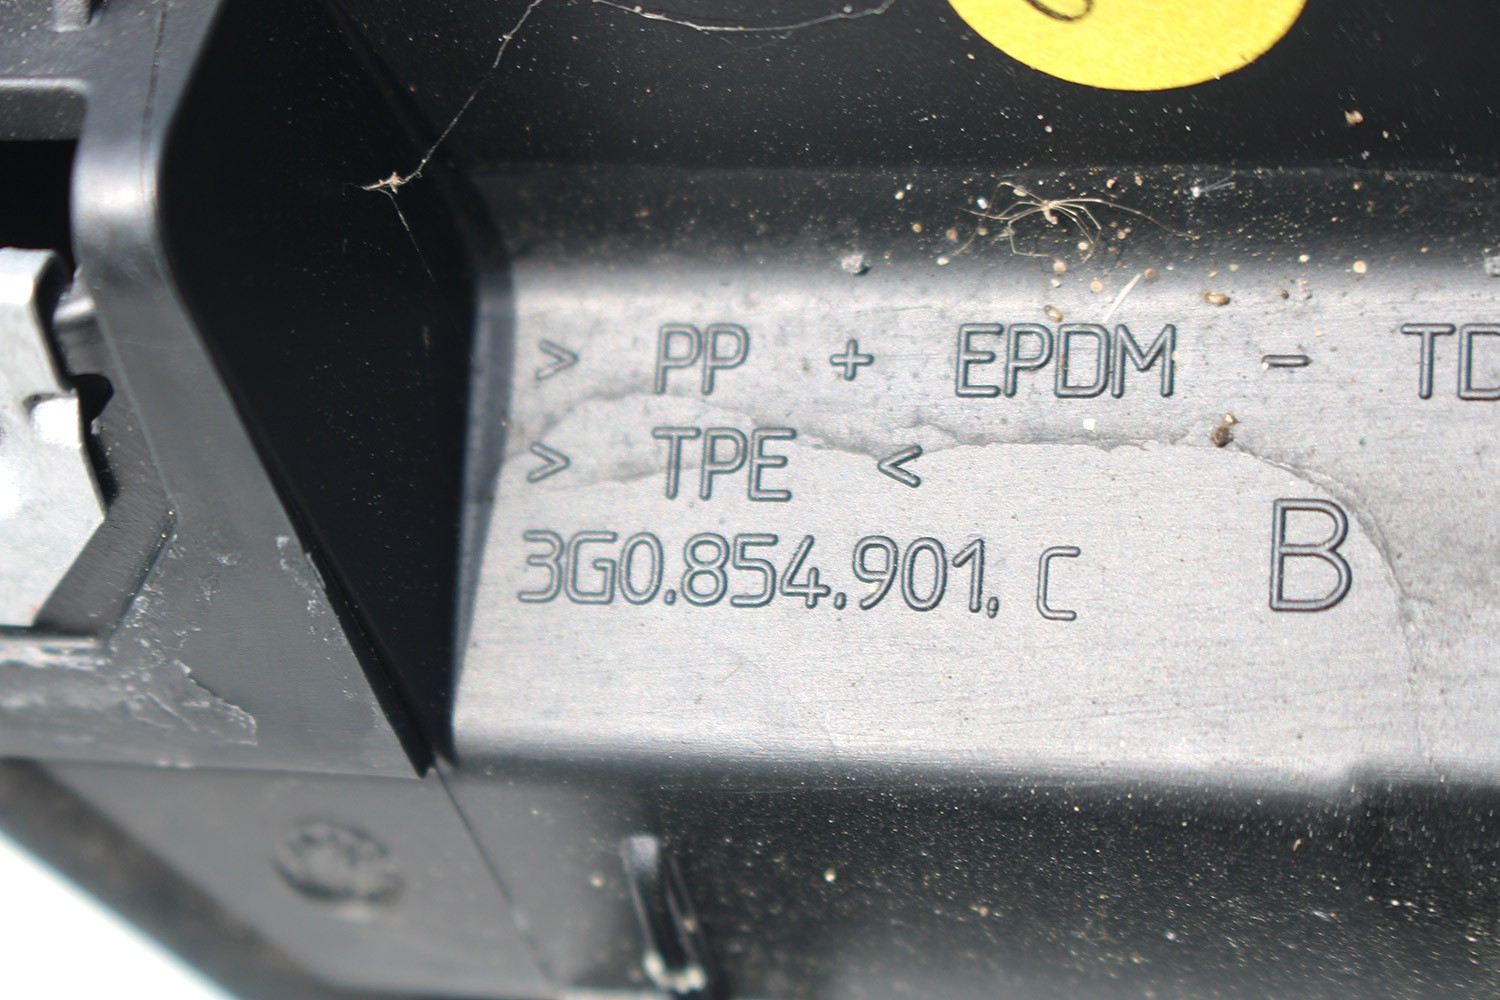 > PP + EPDM - TD
> TPE <
3G0.854.901. C B